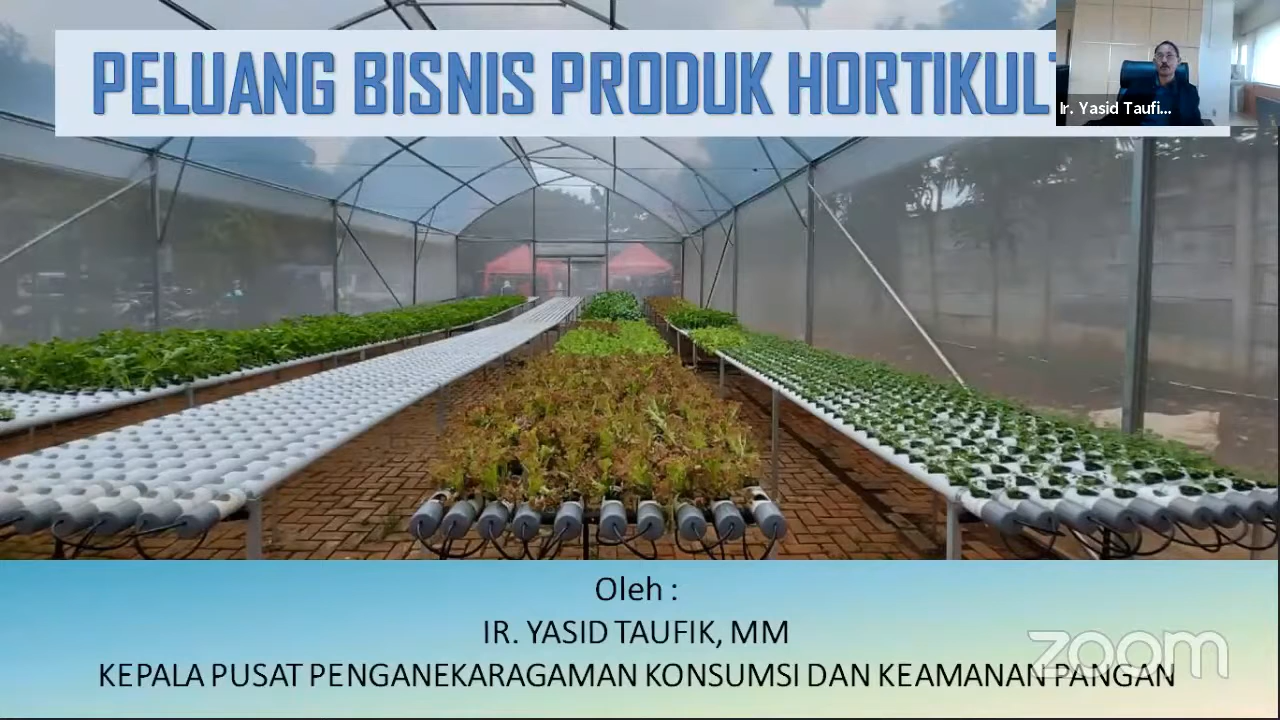 PELUANG BISNIS PRODUK HORTIKUL
Ir. Yasid Taufi...
Oleh :
IR. YASID TAUFIK, MM
KEPALA PUSAT PENGANEKARAGAMAN KONSUMSI DAN KEAMANAN PANGAN
zoom